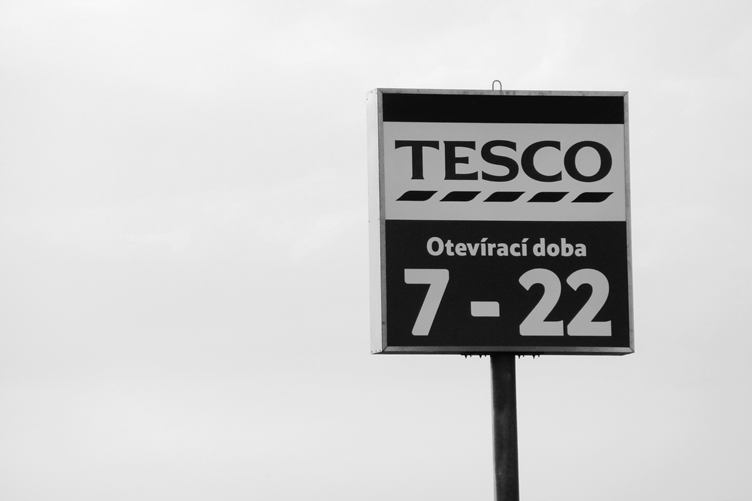 TESCO
Otevírací doba
7 - 22